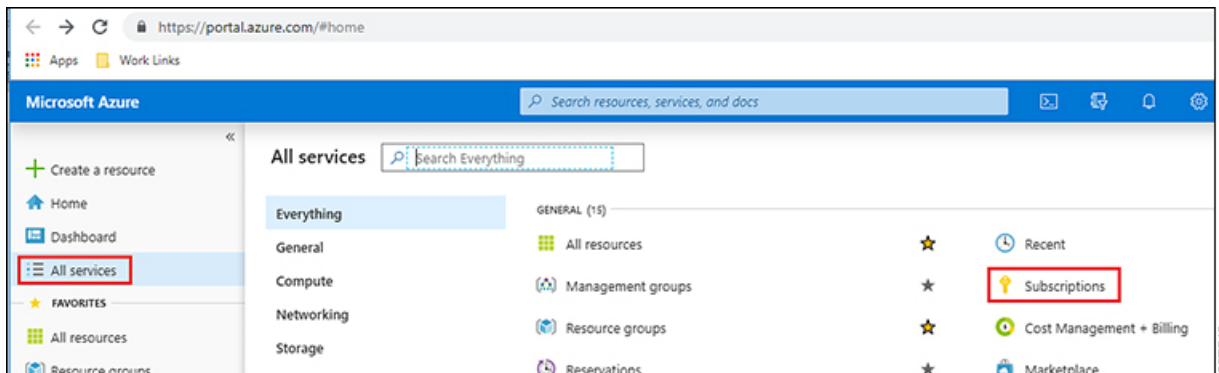 https://portal.azure.com/#home
Apps Work Links
Microsoft Azure
Search resources, services, and docs
«
Create a resource
Home
Dashboard
All services
FAVORITES
All resources
Resource groups
All services
Search Everything
Everything
General
Compute
Networking
Storage
GENERAL (15)
All resources
Recent
Management groups
Subscriptions
Resource groups
Cost Management + Billing
Reservations
Marketplace